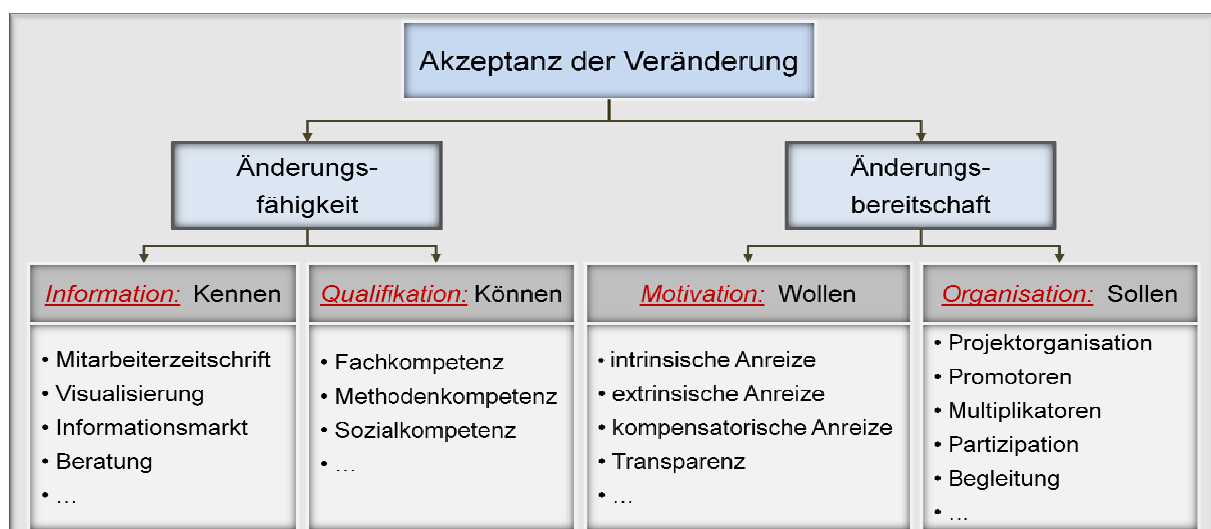 Akzeptanz der Veränderung
Änderungs-
fähigkeit
Änderungs-
bereitschaft
Information: Kennen
• Mitarbeiterzeitschrift
• Visualisierung
• Informationsmarkt
• Beratung
• ...
Qualifikation: Können
• Fachkompetenz
• Methodenkompetenz
• Sozialkompetenz
• ...
Motivation: Wollen
• intrinsische Anreize
• extrinsische Anreize
• kompensatorische Anreize
• Transparenz
• ...
Organisation: Sollen
• Projektorganisation
• Promotoren
• Multiplikatoren
• Partizipation
• Begleitung
• ...